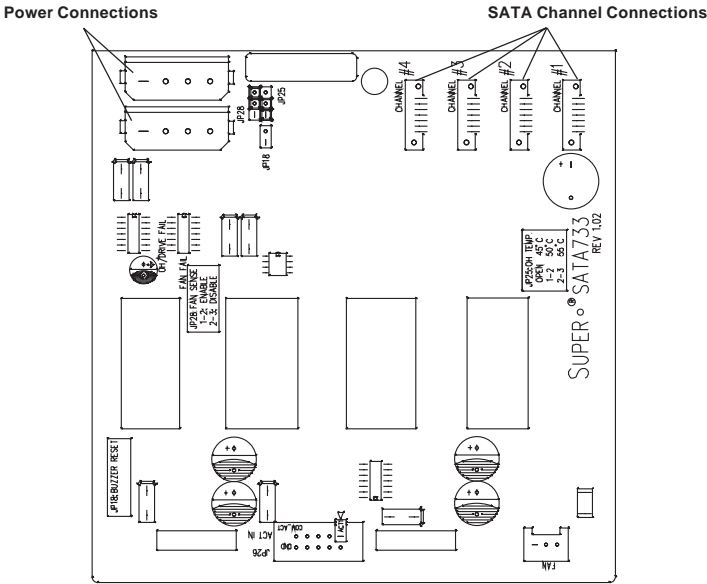 Power Connections
SATA Channel Connections
CHANNEL #4
CHANNEL #3
CHANNEL #2
CHANNEL #1
JP25
JP28
JP18
OH/DRIVE FAIL
FAN FAIL
JP28:FAN SENSE
1-2: ENABLE
2-3: DISABLE
JP25:OH TEMP.
OPEN 45°C
1-2 50°C
2-3 55°C
SUPER ® SATA733
REV 1.02
JP18:BUZZER RESET
COM_ACT
ACT IN
JP26
GND
FAN